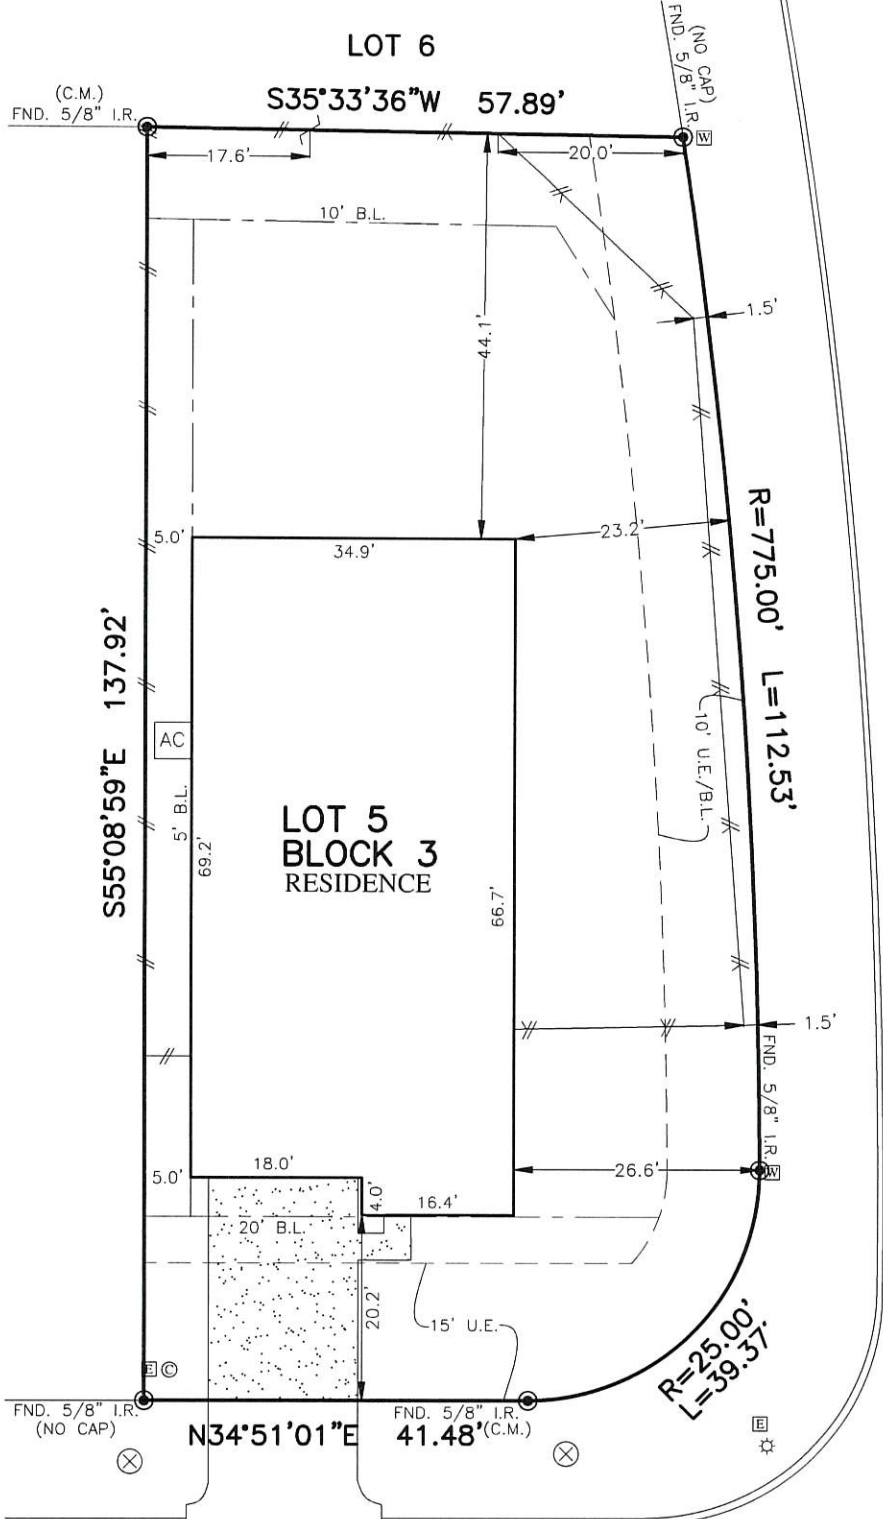 LOT 6
(C.M.)
FND. 5/8" I.R.
S35°33'36"W 57.89'
(NO CAP)
FND. 5/8" I.R.
W
17.6'
20.0'
10' B.L.
1.5'
44.1'
5.0'
34.9'
23.2'
R=775.00' L=112.53'
S55°08'59"E 137.92'
AC
5' B.L.
69.2'
LOT 5
BLOCK 3
RESIDENCE
66.7'
10' U.E./B.L.
1.5'
FND. 5/8" I.R.
W
5.0'
18.0'
4.0'
16.4'
26.6'
20' B.L.
20.2'
15' U.E.
R=25.00'
L=39.37'
E C
FND. 5/8" I.R.
(NO CAP)
N34°51'01"E 41.48'
FND. 5/8" I.R.
(C.M.)
E